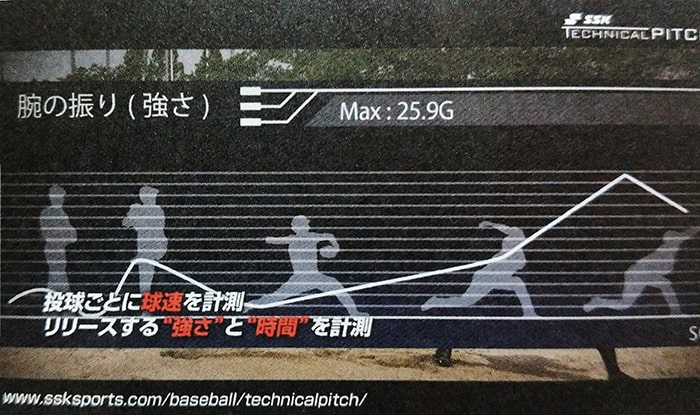 SSK
TECHNICALPITCH
腕の振り ( 強さ )
Max : 25.9G
投球ごとに球速を計測
リリースする“強さ”と“時間”を計測
www.ssksports.com/baseball/technicalpitch/